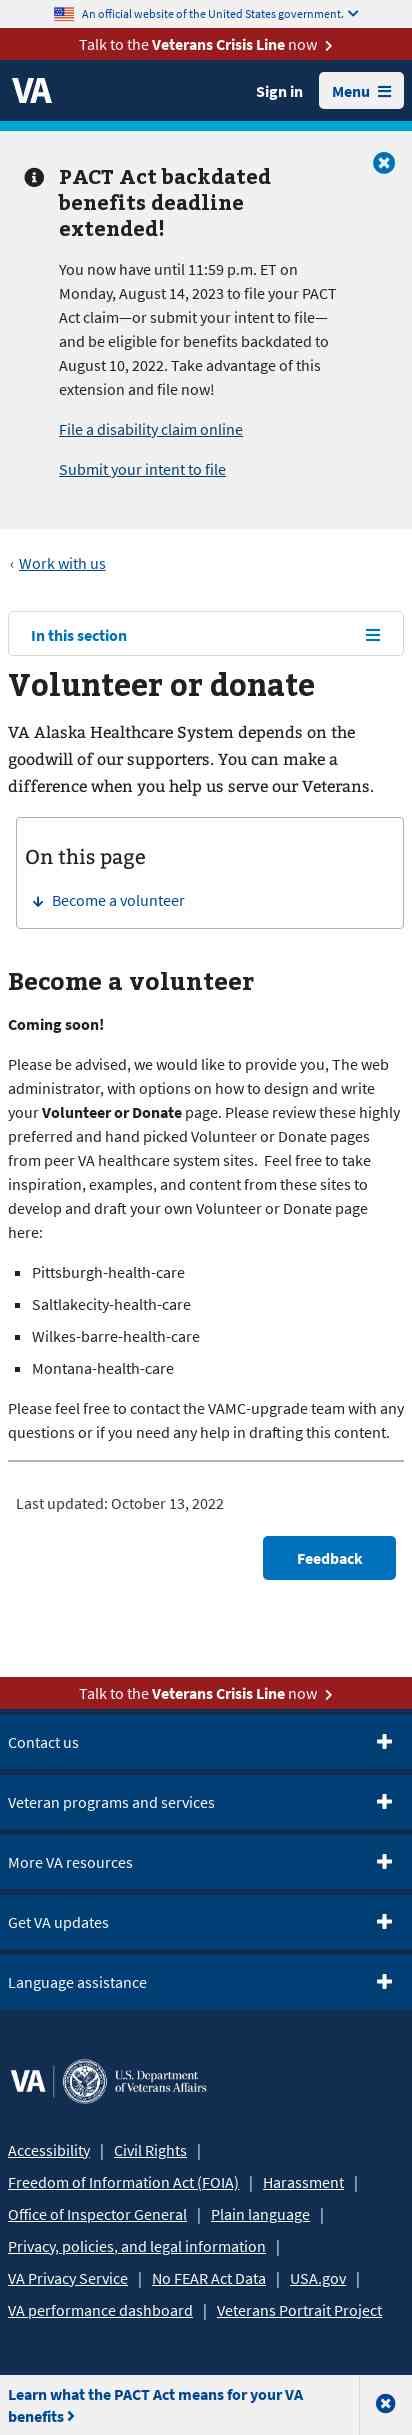 An official website of the United States government.
Talk to the Veterans Crisis Line now
VA
Sign in
Menu
PACT Act backdated
benefits deadline
extended!
You now have until 11:59 p.m. ET on
Monday, August 14, 2023 to file your PACT
Act claim—or submit your intent to file—
and be eligible for benefits backdated to
August 10, 2022. Take advantage of this
extension and file now!
File a disability claim online
Submit your intent to file
‹ Work with us
In this section
Volunteer or donate
VA Alaska Healthcare System depends on the
goodwill of our supporters. You can make a
difference when you help us serve our Veterans.
On this page
Become a volunteer
Become a volunteer
Coming soon!
Please be advised, we would like to provide you, The web
administrator, with options on how to design and write
your Volunteer or Donate page. Please review these highly
preferred and hand picked Volunteer or Donate pages
from peer VA healthcare system sites.  Feel free to take
inspiration, examples, and content from these sites to
develop and draft your own Volunteer or Donate page
here:
▪ Pittsburgh-health-care
▪ Saltlakecity-health-care
▪ Wilkes-barre-health-care
▪ Montana-health-care
Please feel free to contact the VAMC-upgrade team with any
questions or if you need any help in drafting this content.
Last updated: October 13, 2022
Feedback
Talk to the Veterans Crisis Line now
Contact us
Veteran programs and services
More VA resources
Get VA updates
Language assistance
VA | U.S. Department
of Veterans Affairs
Accessibility | Civil Rights |
Freedom of Information Act (FOIA) | Harassment |
Office of Inspector General | Plain language |
Privacy, policies, and legal information |
VA Privacy Service | No FEAR Act Data | USA.gov |
VA performance dashboard | Veterans Portrait Project
Learn what the PACT Act means for your VA
benefits